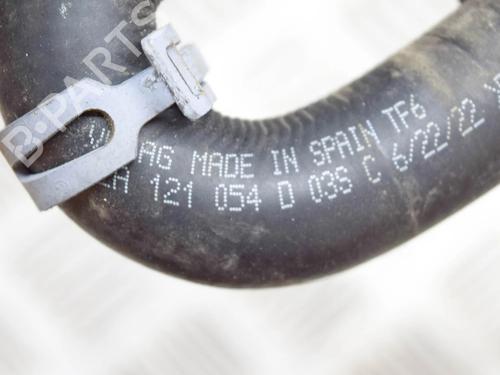 B-PARTS
AG MADE IN SPAIN TF6
121 054 D 036 C 6/22/22